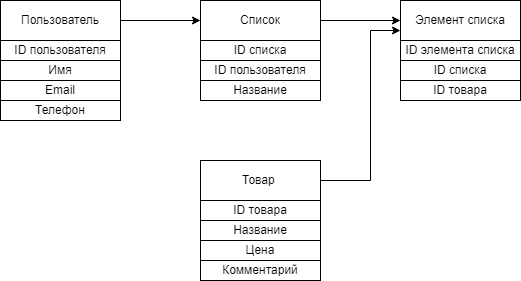 Пользователь
ID пользователя
Имя
Email
Телефон
Список
ID списка
ID пользователя
Название
Элемент списка
ID элемента списка
ID списка
ID товара
Товар
ID товара
Название
Цена
Комментарий